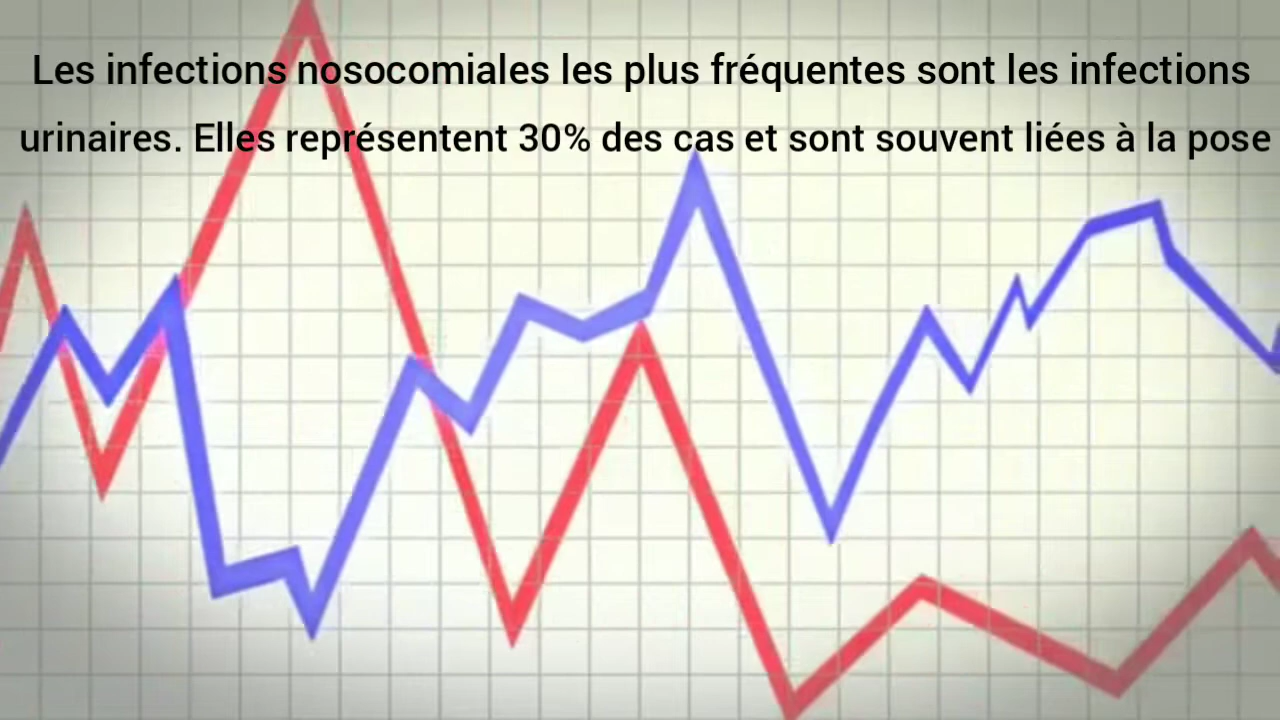 Les infections nosocomiales les plus fréquentes sont les infections
urinaires. Elles représentent 30% des cas et sont souvent liées à la pose